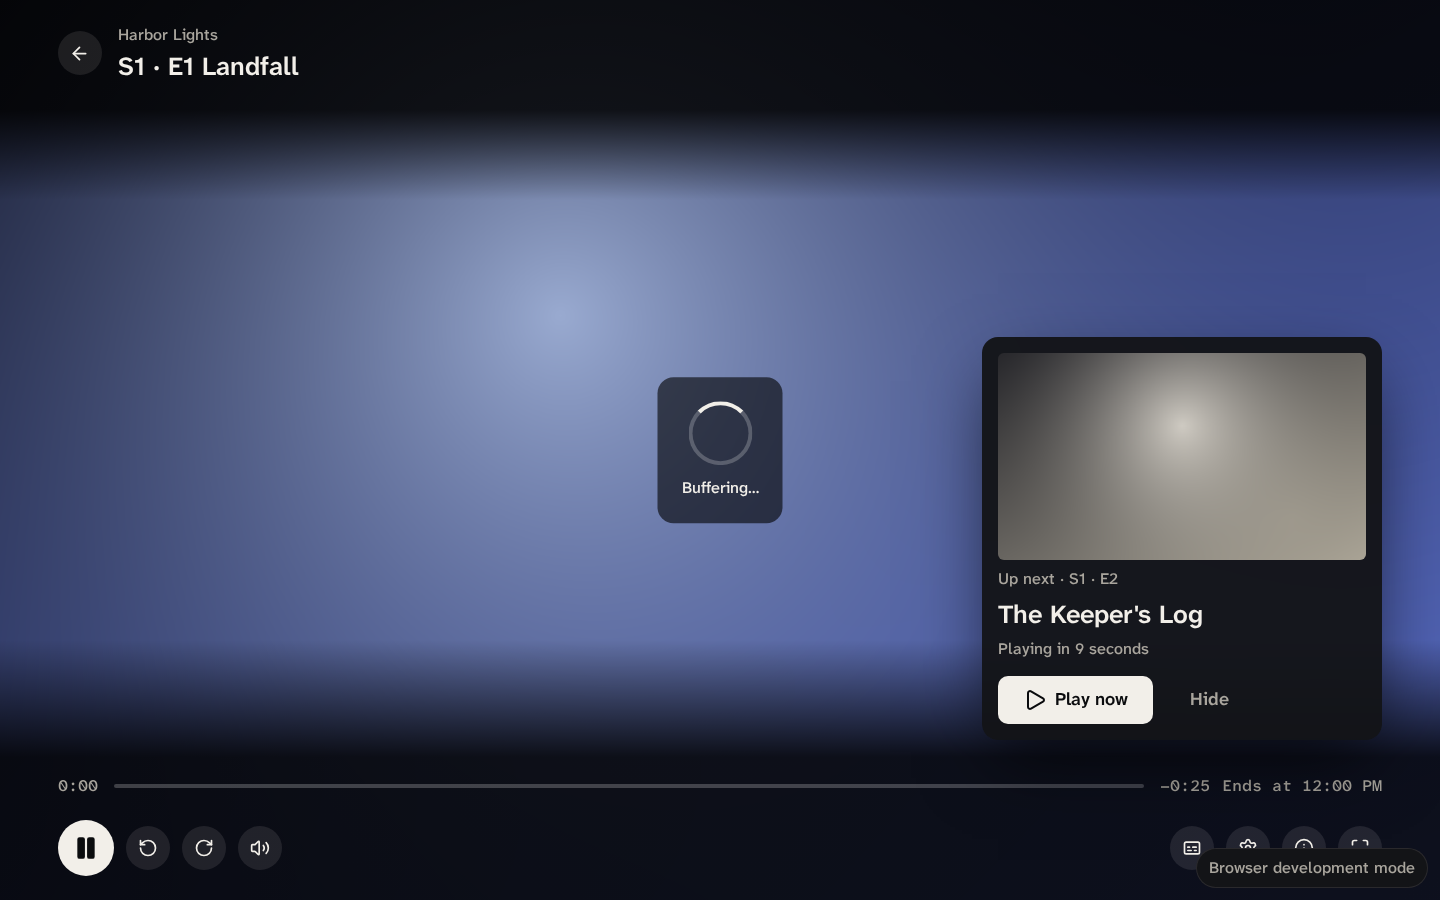 Harbor Lights
S1 · E1 Landfall
Buffering...
Up next · S1 · E2
The Keeper's Log
Playing in 9 seconds
Play now
Hide
0:00
−0:25 Ends at 12:00 PM
Browser development mode